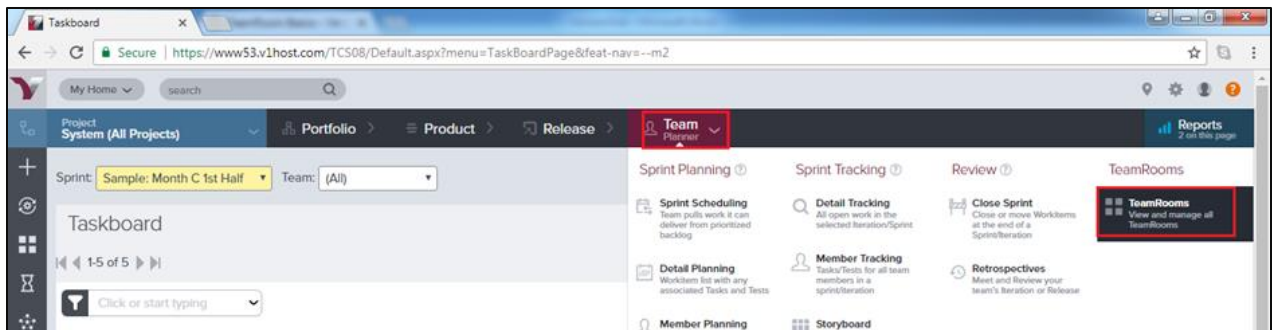 Taskboard
Secure | https://www53.v1host.com/TCS08/Default.aspx?menu=TaskBoardPage&feat-nav=--m2
My Home
search
Project
System (All Projects)
Portfolio
Product
Release
Team
Planner
Reports
2 on this page
Sprint: Sample: Month C 1st Half
Team: (All)
Taskboard
1-5 of 5
Click or start typing
Sprint Planning
Sprint Scheduling
Team pulls work it can
deliver from prioritized
backlog
Detail Planning
Workitem list with any
associated Tasks and Tests
Member Planning
Sprint Tracking
Detail Tracking
All open work in the
selected Iteration/Sprint
Member Tracking
Tasks/Tests for all team
members in a
sprint/iteration
Storyboard
Review
Close Sprint
Close or move Workitems
at the end of a
Sprint/Iteration
Retrospectives
Meet and Review your
team's Iteration or Release
TeamRooms
TeamRooms
View and manage all
TeamRooms